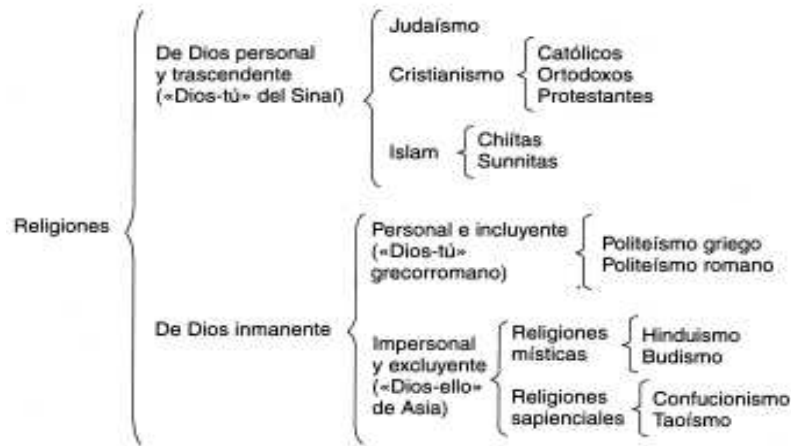 Religiones
De Dios personal
y trascendente
(«Dios-tú» del Sinaí)
Judaísmo
Cristianismo
Católicos
Ortodoxos
Protestantes
Islam
Chiítas
Sunnitas
De Dios inmanente
Personal e incluyente
(«Dios-tú»
grecorromano)
Politeísmo griego
Politeísmo romano
Impersonal
y excluyente
(«Dios-ello»
de Asia)
Religiones
místicas
Hinduismo
Budismo
Religiones
sapienciales
Confucionismo
Taoísmo